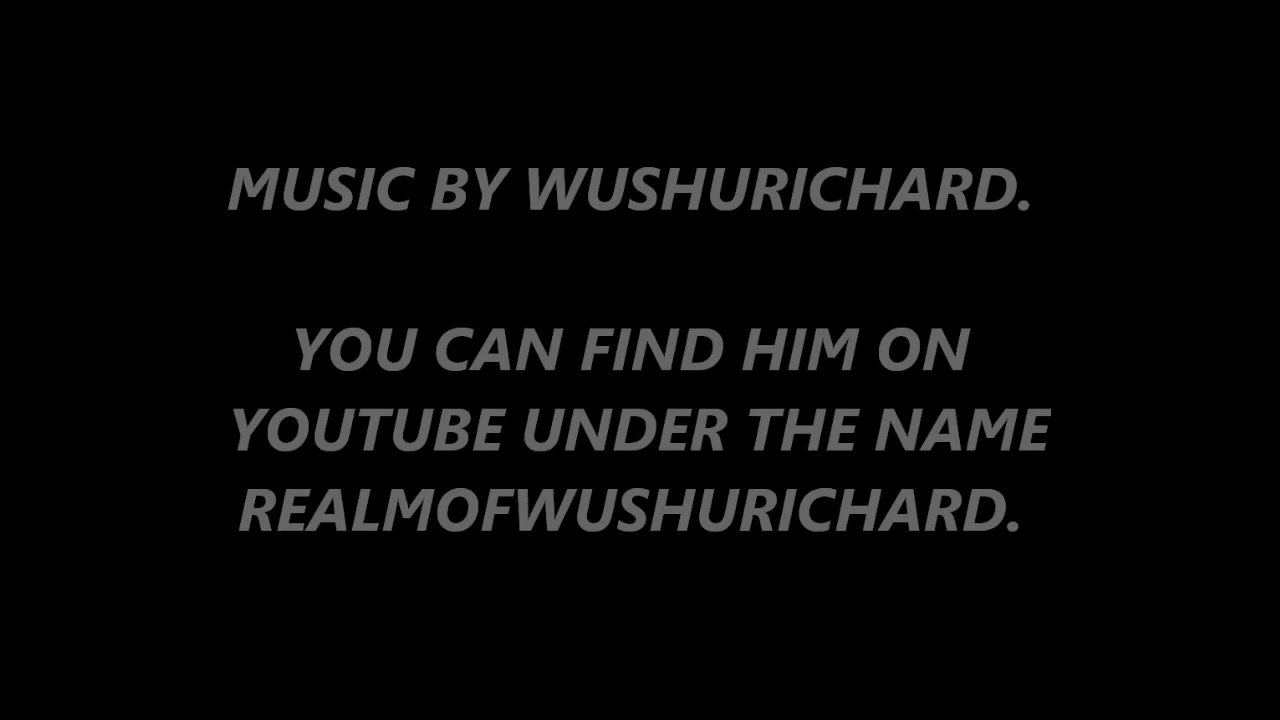 MUSIC BY WUSHURICHARD.
YOU CAN FIND HIM ON
YOUTUBE UNDER THE NAME
REALMOFWUSHURICHARD.